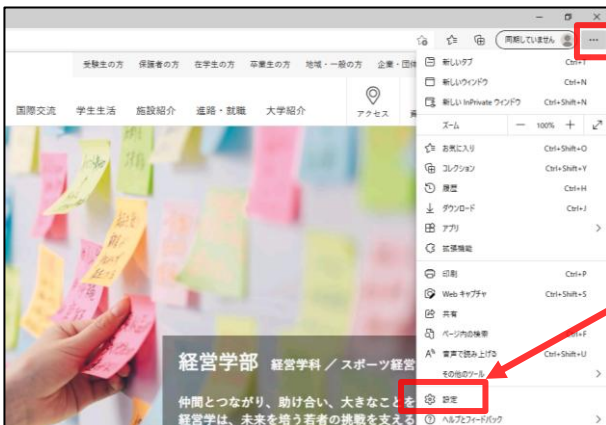 同期していません
受験生の方 保護者の方 在学生の方 卒業生の方 地域・一般の方 企業・団体
国際交流 学生生活 施設紹介 進路・就職 大学紹介
アクセス
経営学部 経営学科／スポーツ経営
仲間とつながり、助け合い、大きなことを
経営学は、未来を培う若者の挑戦を支える
新しいタブ Ctrl+T
新しいウィンドウ Ctrl+N
新しい InPrivate ウィンドウ Ctrl+Shift+N
ズーム 100%
お気に入り Ctrl+Shift+O
コレクション Ctrl+Shift+Y
履歴 Ctrl+H
ダウンロード Ctrl+J
アプリ
拡張機能
印刷 Ctrl+P
Web キャプチャ Ctrl+Shift+S
共有
ページ内の検索 Ctrl+F
音声で読み上げる Ctrl+Shift+U
その他のツール
設定
ヘルプとフィードバック